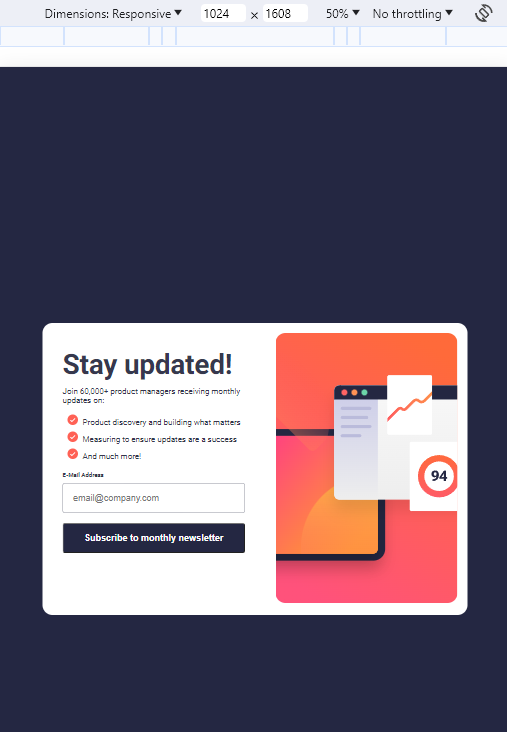 Dimensions: Responsive ▼ 1024 x 1608 50% ▼ No throttling ▼
Stay updated!
Join 60,000+ product managers receiving monthly
updates on:
Product discovery and building what matters
Measuring to ensure updates are a success
And much more!
E-Mail Address
email@company.com
Subscribe to monthly newsletter
94